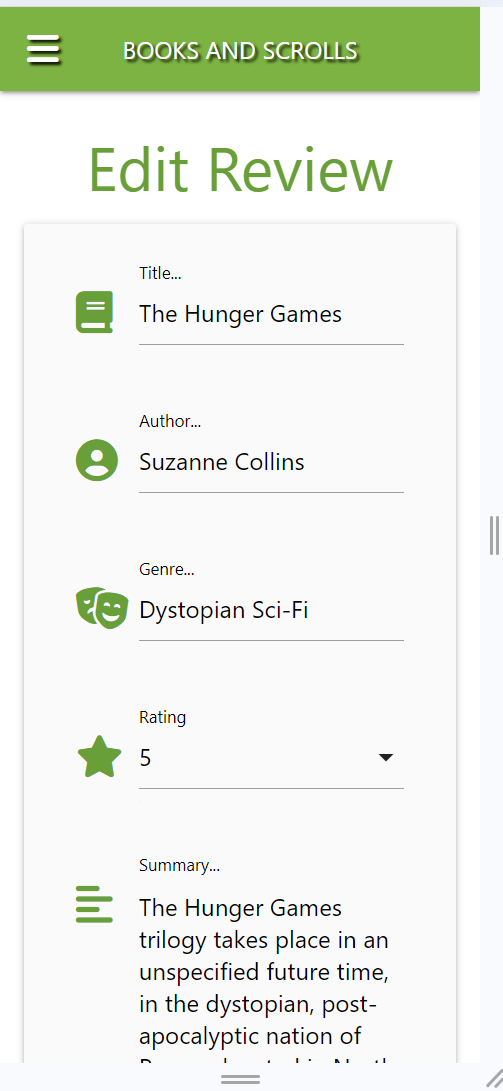 BOOKS AND SCROLLS
Edit Review
Title...
The Hunger Games
Author...
Suzanne Collins
Genre...
Dystopian Sci-Fi
Rating
5
Summary...
The Hunger Games
trilogy takes place in an
unspecified future time,
in the dystopian, post-
apocalyptic nation of